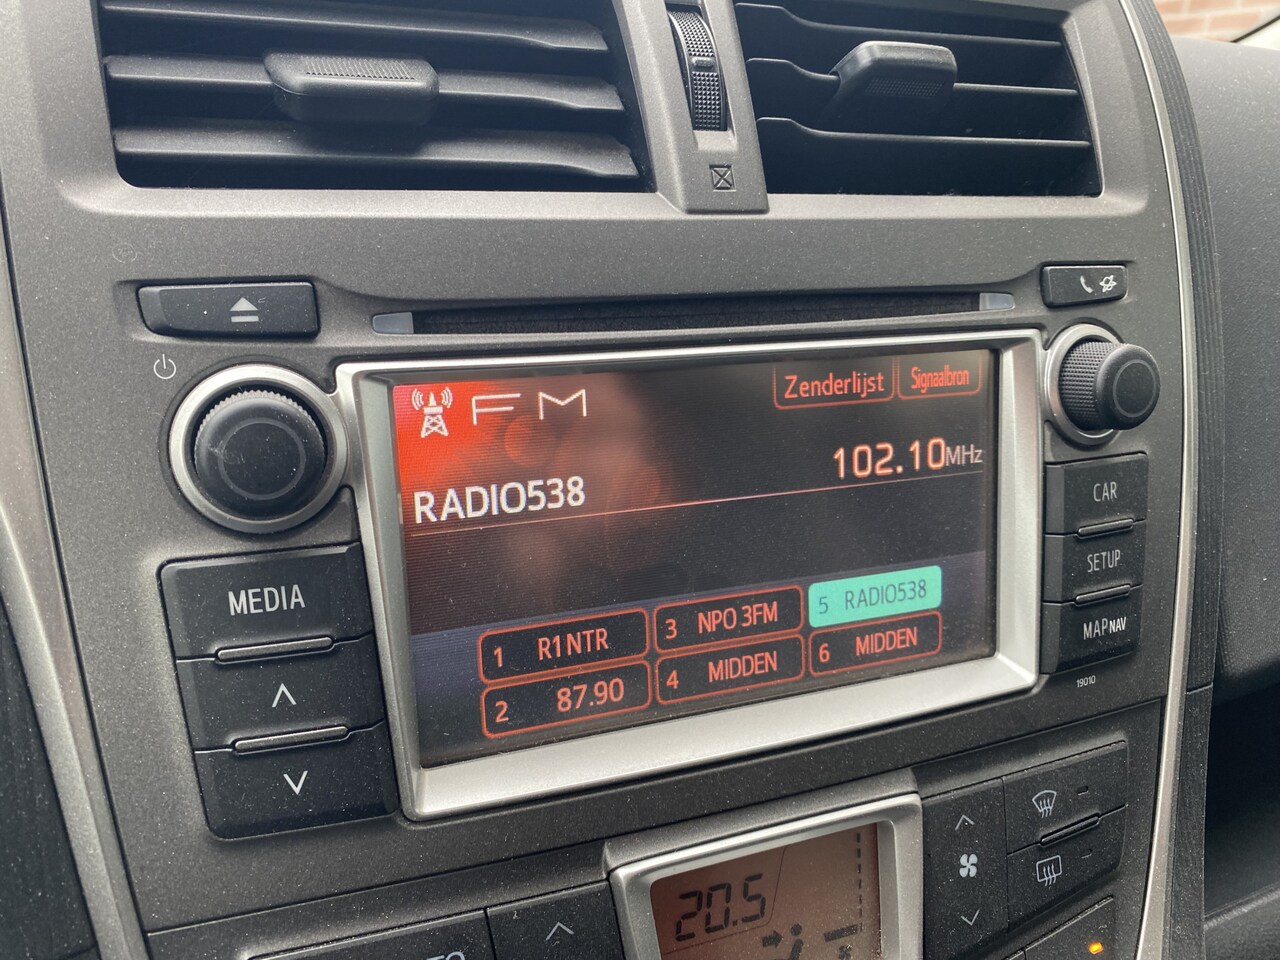 FM
Zenderlijst
Signaalbron
102.10MHz
RADIO538
1 R1NTR
3 NPO 3FM
5 RADIO538
2 87.90
4 MIDDEN
6 MIDDEN
MEDIA
CAR
SETUP
MAP NAV
19010
20.5